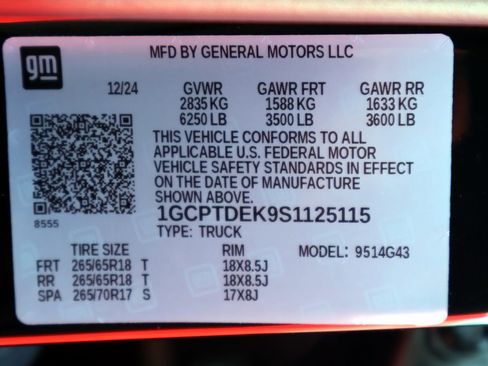 gm
MFD BY GENERAL MOTORS LLC
12/24 GVWR GAWR FRT GAWR RR
2835 KG 1588 KG 1633 KG
6250 LB 3500 LB 3600 LB
THIS VEHICLE CONFORMS TO ALL
APPLICABLE U.S. FEDERAL MOTOR
VEHICLE SAFETY STANDARDS IN EFFECT
ON THE DATE OF MANUFACTURE
SHOWN ABOVE.
8555
1GCPTDEK9S1125115
TYPE: TRUCK
TIRE SIZE RIM MODEL: 9514G43
FRT 265/65R18 T 18X8.5J
RR 265/65R18 T 18X8.5J
SPA 265/70R17 S 17X8J